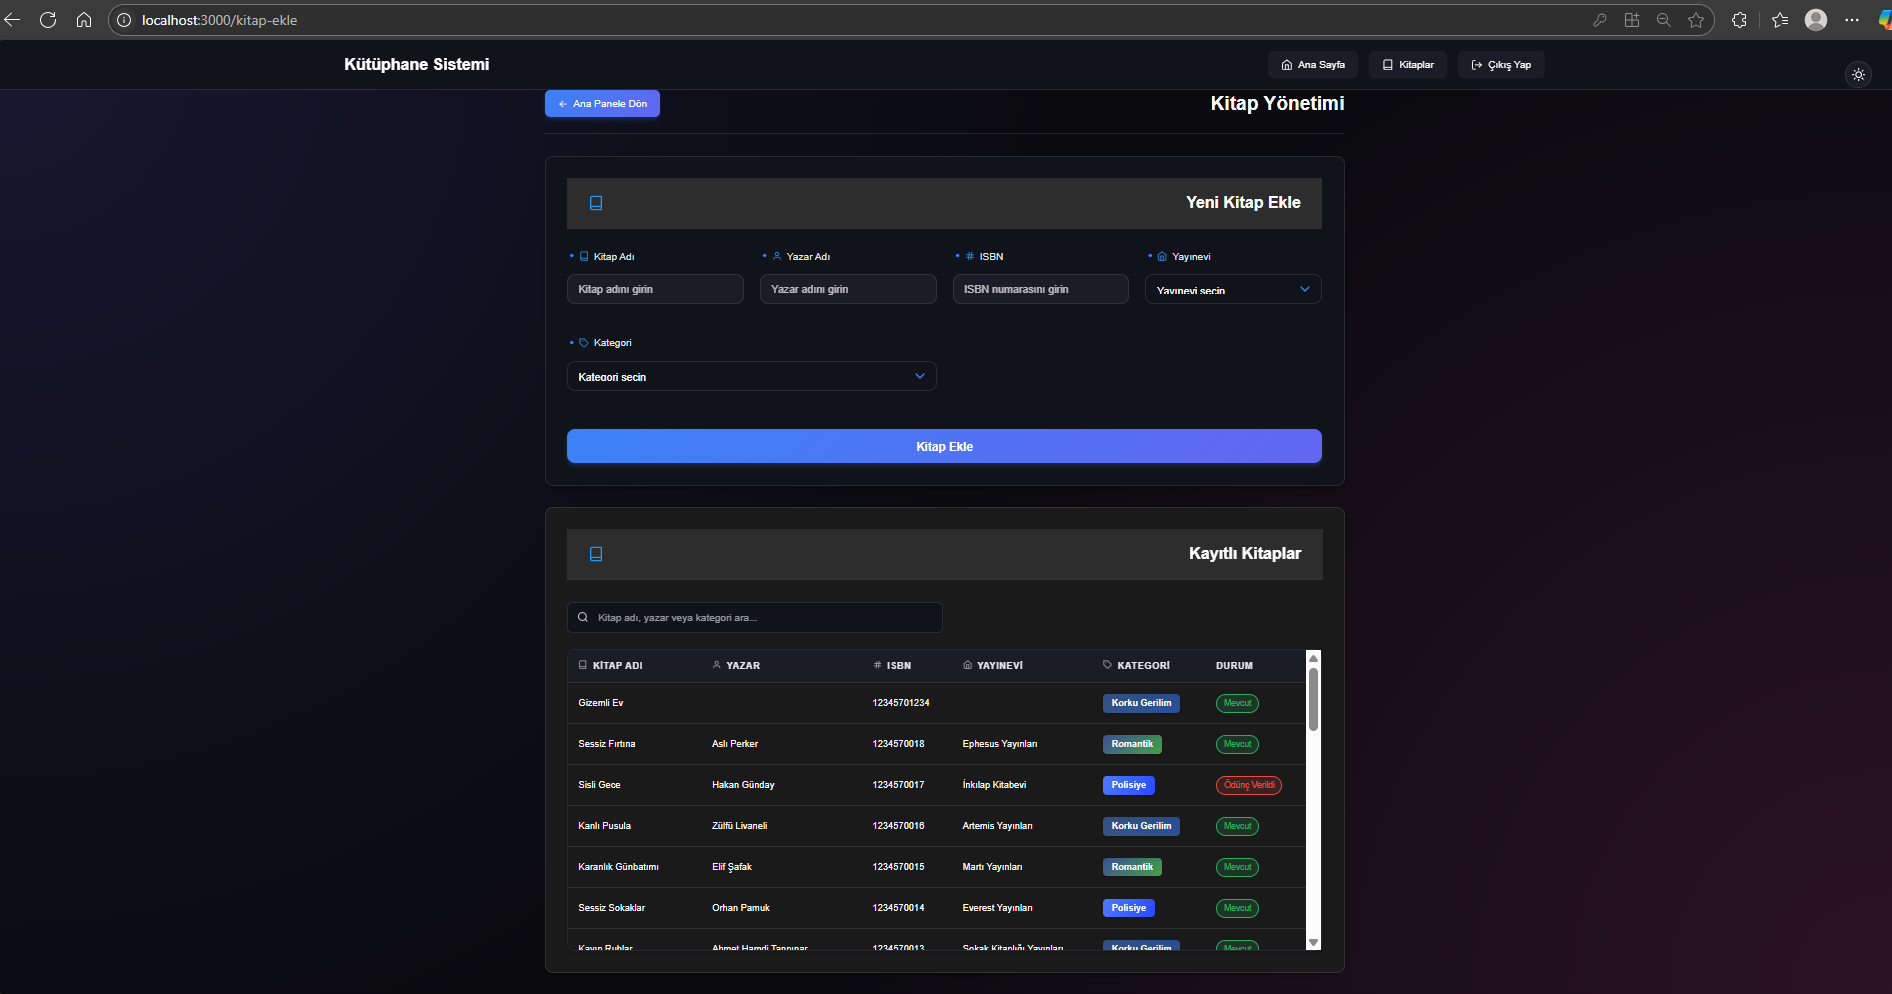 localhost:3000/kitap-ekle
Kütüphane Sistemi
Ana Sayfa
Kitaplar
Çıkış Yap
Ana Panele Dön
Kitap Yönetimi
Yeni Kitap Ekle
Kitap Adı
Yazar Adı
ISBN
Yayınevi
Kitap adını girin
Yazar adını girin
ISBN numarasını girin
Yayınevi seçin
Kategori
Kategori seçin
Kitap Ekle
Kayıtlı Kitaplar
Kitap adı, yazar veya kategori ara...
KİTAP ADI YAZAR ISBN YAYINEVİ KATEGORİ DURUM
Gizemli Ev 12345701234 Korku Gerilim Mevcut
Sessiz Fırtına Aslı Perker 1234570018 Ephesus Yayınları Romantik Mevcut
Sisli Gece Hakan Günday 1234570017 İnkılap Kitabevi Polisiye Ödünç Verildi
Kanlı Pusula Zülfü Livaneli 1234570016 Artemis Yayınları Korku Gerilim Mevcut
Karanlık Günbatımı Elif Şafak 1234570015 Martı Yayınları Romantik Mevcut
Sessiz Sokaklar Orhan Pamuk 1234570014 Everest Yayınları Polisiye Mevcut
Kayıp Ruhlar Ahmet Hamdi Tanpınar 1234570013 Sokak Kitaplığı Yayınları Korku Gerilim Mevcut